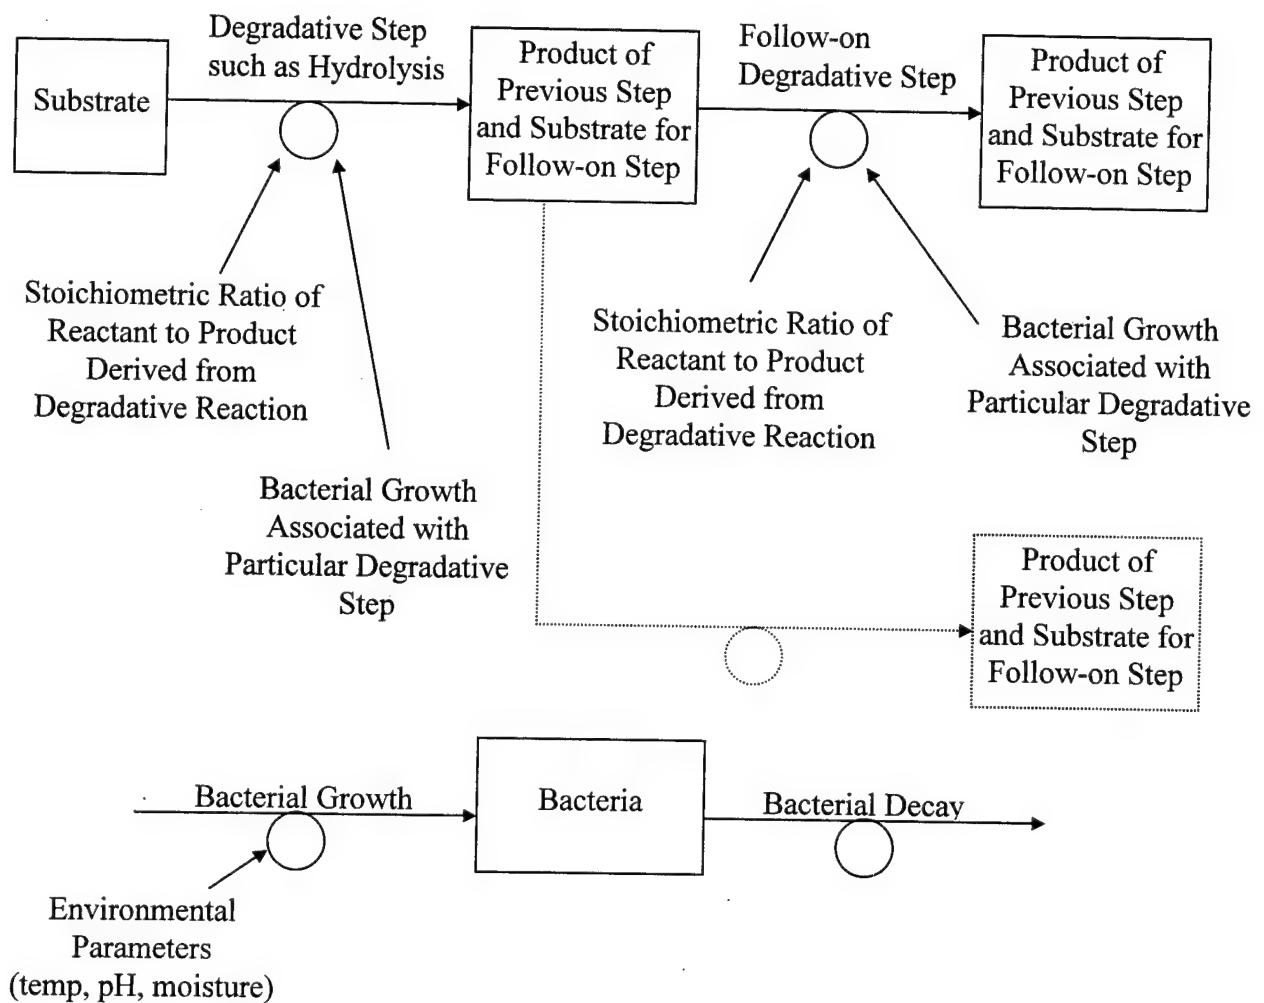 Substrate
Degradative Step
such as Hydrolysis
Product of
Previous Step
and Substrate for
Follow-on Step
Follow-on
Degradative Step
Product of
Previous Step
and Substrate for
Follow-on Step
Stoichiometric Ratio of
Reactant to Product
Derived from
Degradative Reaction
Bacterial Growth
Associated with
Particular Degradative
Step
Stoichiometric Ratio of
Reactant to Product
Derived from
Degradative Reaction
Bacterial Growth
Associated with
Particular Degradative
Step
Product of
Previous Step
and Substrate for
Follow-on Step
Bacterial Growth
Bacteria
Bacterial Decay
Environmental
Parameters
(temp, pH, moisture)